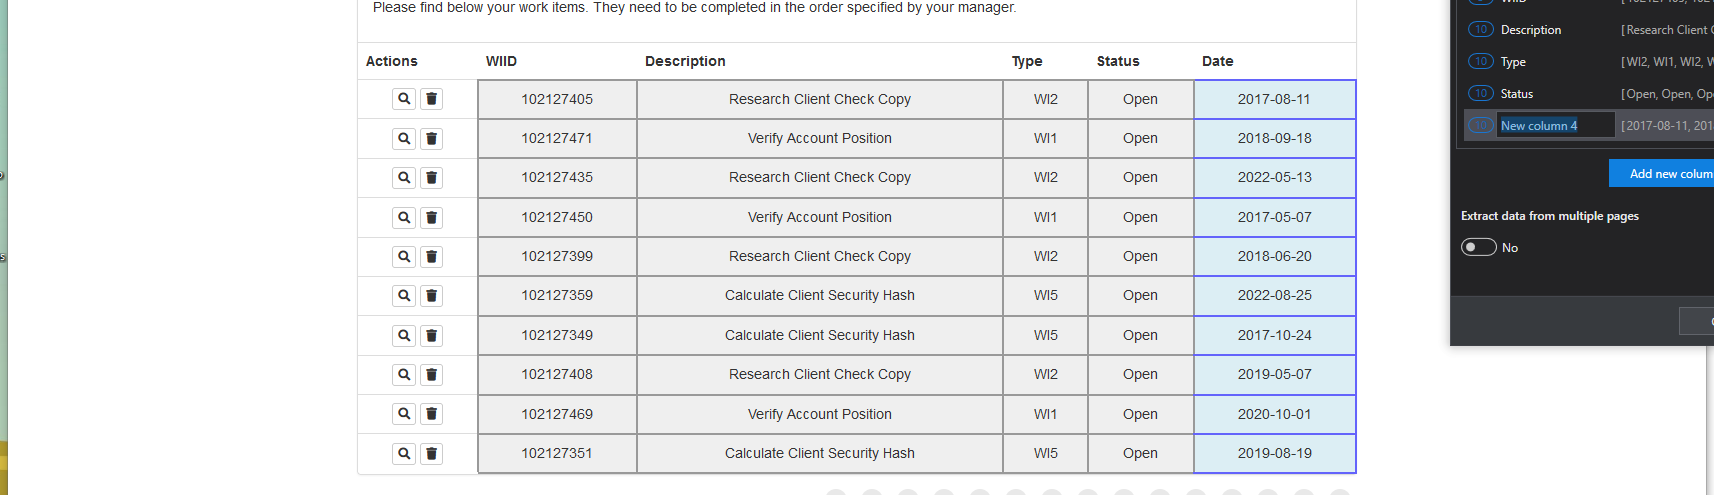 Please find below your work items. They need to be completed in the order specified by your manager.
Actions WIID Description Type Status Date
102127405 Research Client Check Copy WI2 Open 2017-08-11
102127471 Verify Account Position WI1 Open 2018-09-18
102127435 Research Client Check Copy WI2 Open 2022-05-13
102127450 Verify Account Position WI1 Open 2017-05-07
102127399 Research Client Check Copy WI2 Open 2018-06-20
102127359 Calculate Client Security Hash WI5 Open 2022-08-25
102127349 Calculate Client Security Hash WI5 Open 2017-10-24
102127408 Research Client Check Copy WI2 Open 2019-05-07
102127469 Verify Account Position WI1 Open 2020-10-01
102127351 Calculate Client Security Hash WI5 Open 2019-08-19
10 Description [Research Client
10 Type [WI2, WI1, WI2,
10 Status [Open, Open,
10 New column 4 [2017-08-11,
Add new
Extract data from multiple pages
No